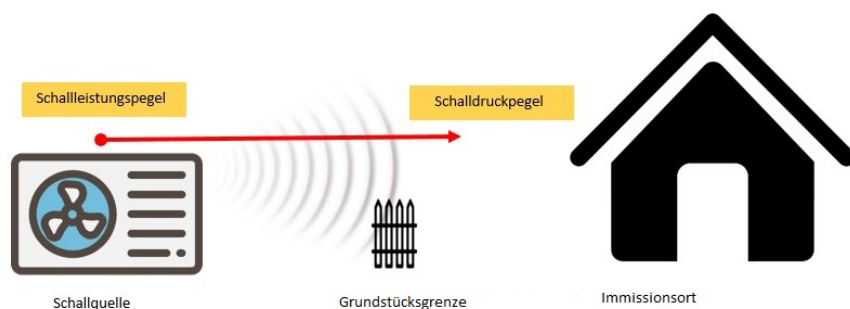 Schallleistungspegel
Schalldruckpegel
Schallquelle
Grundstücksgrenze
Immissionsort